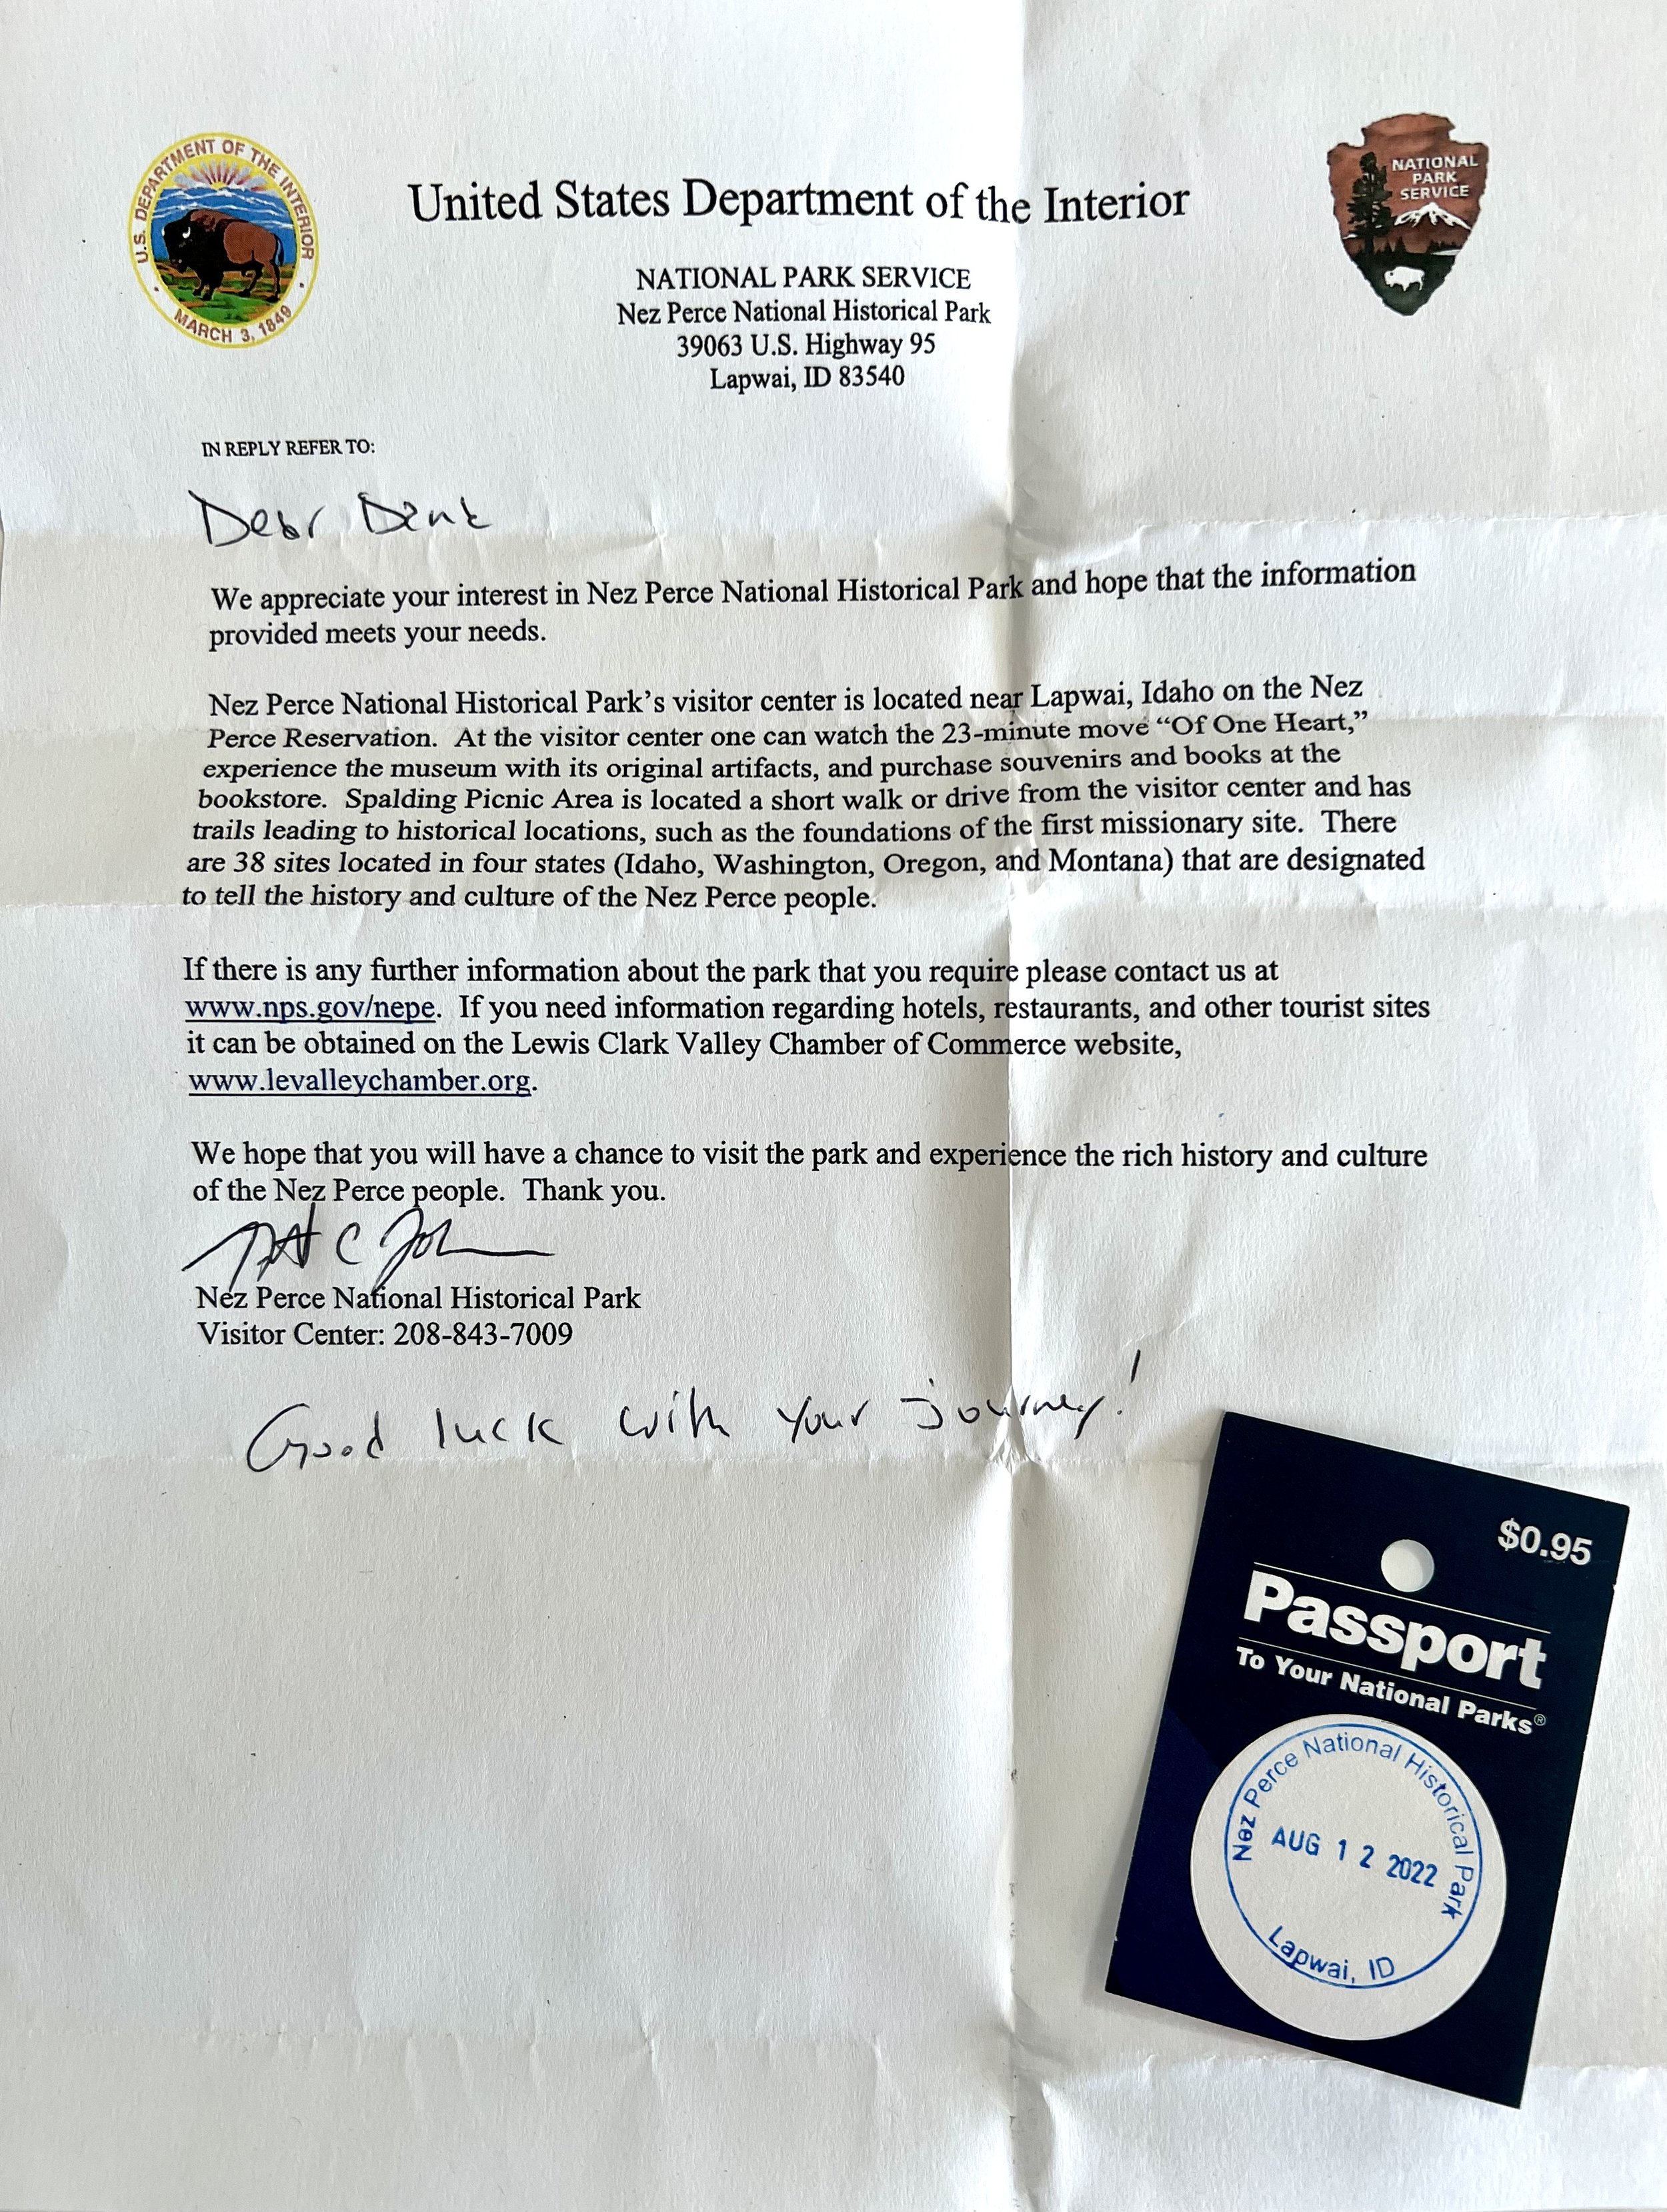 U.S. DEPARTMENT OF THE INTERIOR
MARCH 3, 1849
United States Department of the Interior
NATIONAL
PARK
SERVICE
NATIONAL PARK SERVICE
Nez Perce National Historical Park
39063 U.S. Highway 95
Lapwai, ID 83540
IN REPLY REFER TO:
Dear
We appreciate your interest in Nez Perce National Historical Park and hope that the information
provided meets your needs.
Nez Perce National Historical Park’s visitor center is located near Lapwai, Idaho on the Nez
Perce Reservation. At the visitor center one can watch the 23-minute move “Of One Heart,”
experience the museum with its original artifacts, and purchase souvenirs and books at the
bookstore. Spalding Picnic Area is located a short walk or drive from the visitor center and has
trails leading to historical locations, such as the foundations of the first missionary site. There
are 38 sites located in four states (Idaho, Washington, Oregon, and Montana) that are designated
to tell the history and culture of the Nez Perce people.
If there is any further information about the park that you require please contact us at
www.nps.gov/nepe. If you need information regarding hotels, restaurants, and other tourist sites
it can be obtained on the Lewis Clark Valley Chamber of Commerce website,
www.levalleychamber.org.
We hope that you will have a chance to visit the park and experience the rich history and culture
of the Nez Perce people. Thank you.
Nez Perce National Historical Park
Visitor Center: 208-843-7009
Good luck with your journey!
$0.95
Passport
To Your National Parks®
Nez Perce National Historical Park
AUG 12 2022
Lapwai, ID